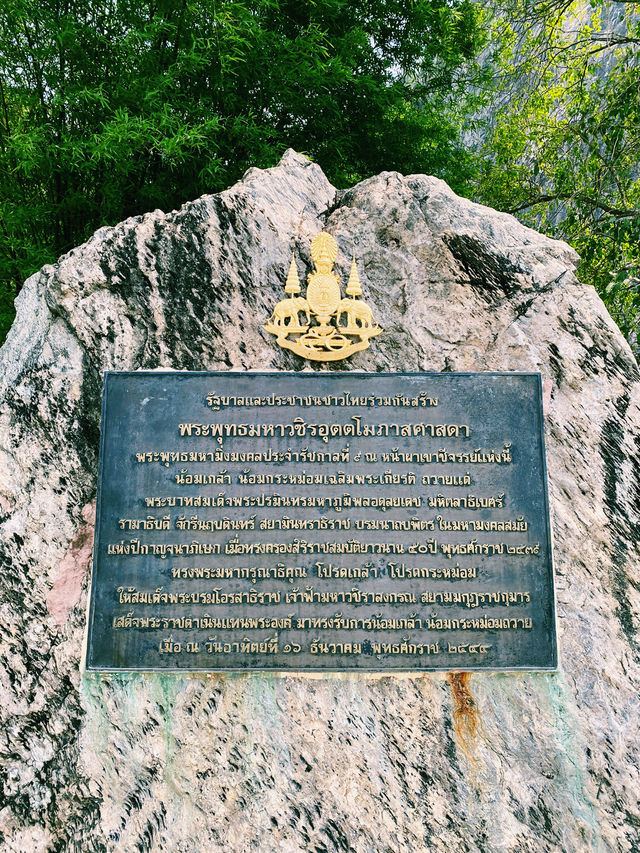 รัฐบาลและประชาชนชาวไทยร่วมกันสร้าง
พระพุทธมหาวชิรอุตตโมภาสศาสดา
พระพุทธมหามิ่งมงคลประจำรัชกาลที่ ๙ ณ หน้าผาเขาชีจรรย์แห่งนี้
น้อมเกล้า น้อมกระหม่อมเฉลิมพระเกียรติ ถวายแด่
พระบาทสมเด็จพระปรมินทรมหาภูมิพลอดุลยเดช มหิตลาธิเบศร์
รามาธิบดี จักรีนฤบดินทร์ สยามินทราธิราช บรมนาถบพิตร ในมหามงคลสมัย
แห่งปีกาญจนาภิเษก เมื่อทรงครองสิริราชสมบัติยาวนาน ๕๐ปี พุทธศักราช ๒๕๓๙
ทรงพระมหากรุณาธิคุณ โปรดเกล้า โปรดกระหม่อม
ให้สมเด็จพระบรมโอรสาธิราช เจ้าฟ้ามหาวชิราลงกรณ สยามมกุฎราชกุมาร
เสด็จพระราชดำเนินแทนพระองค์ มาทรงรับการน้อมเกล้า น้อมกระหม่อมถวาย
เมื่อ ณ วันอาทิตย์ที่ ๑๖ ธันวาคม พุทธศักราช ๒๕๔๔